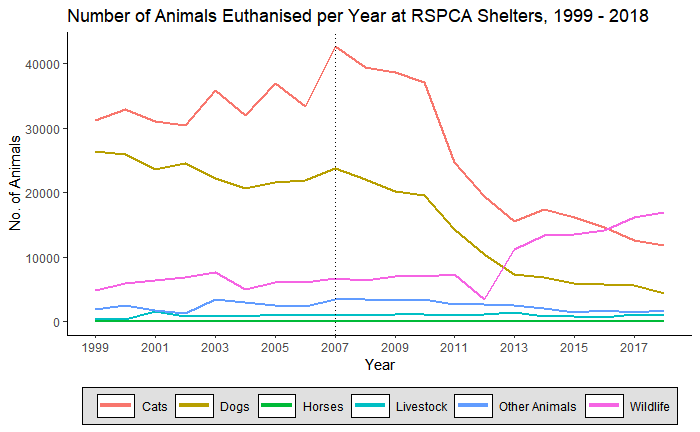 Number of Animals Euthanised per Year at RSPCA Shelters, 1999 - 2018
No. of Animals
40000
30000
20000
10000
0
1999 2001 2003 2005 2007 2009 2011 2013 2015 2017
Year
Cats Dogs Horses Livestock Other Animals Wildlife